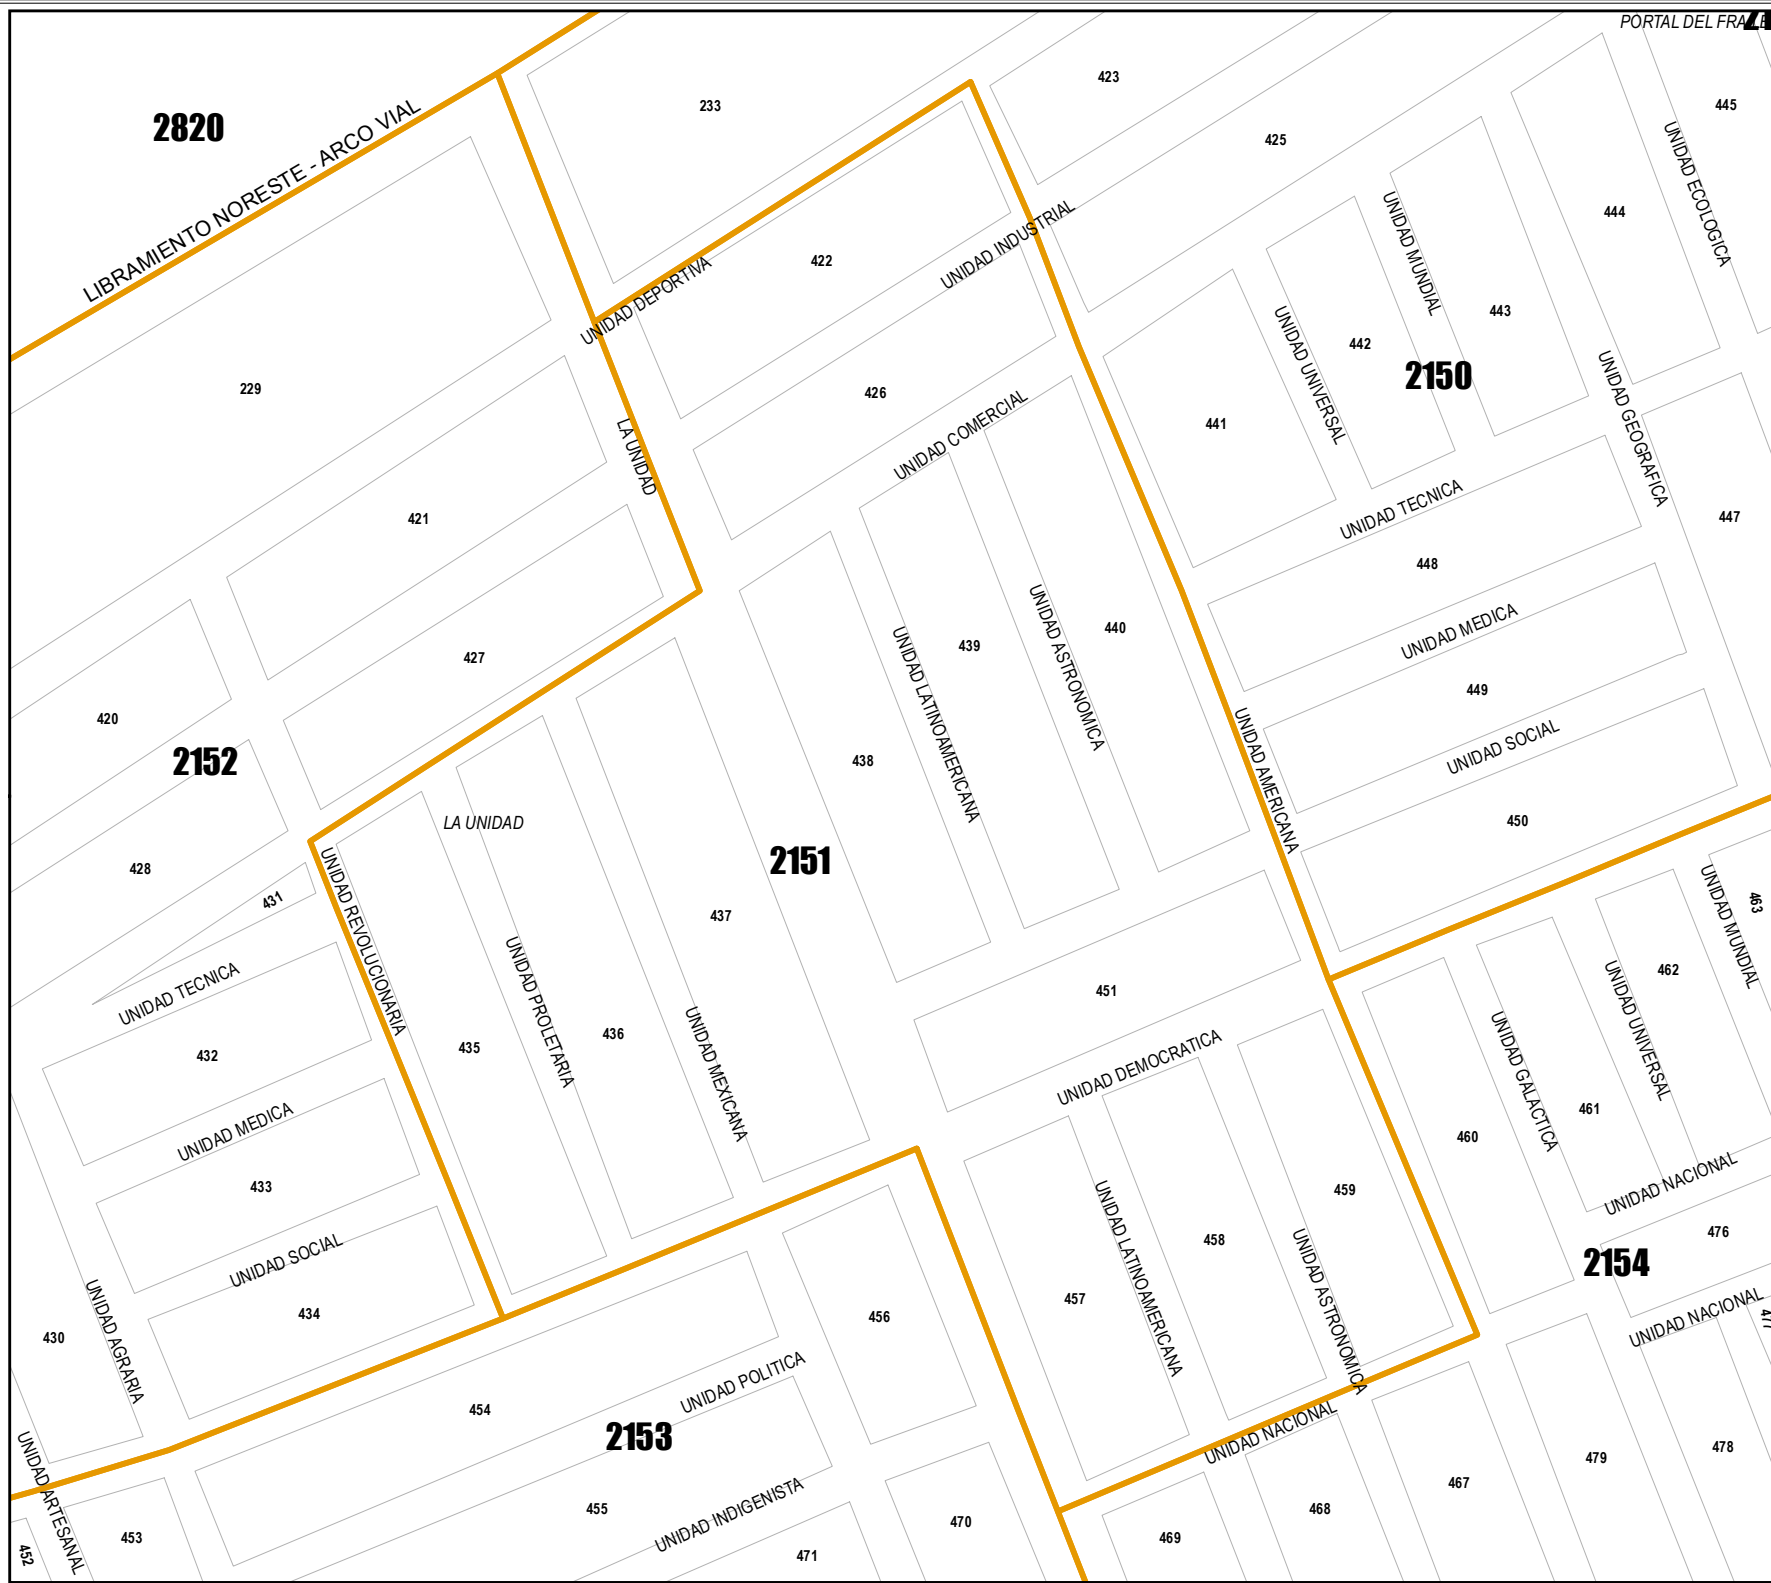 PORTAL DEL FRAILE
2820
LIBRAMIENTO NORESTE - ARCO VIAL
233
423
445
425
UNIDAD ECOLOGICA
444
UNIDAD MUNDIAL
UNIDAD INDUSTRIAL
422
UNIDAD DEPORTIVA
443
442
UNIDAD UNIVERSAL
2150
229
426
UNIDAD COMERCIAL
441
UNIDAD GEOGRAFICA
LA UNIDAD
421
UNIDAD TECNICA
447
448
UNIDAD MEDICA
440
439
UNIDAD ASTRONOMICA
427
UNIDAD LATINOAMERICANA
449
420
UNIDAD SOCIAL
2152
438
UNIDAD AMERICANA
LA UNIDAD
450
2151
428
431
UNIDAD REVOLUCIONARIA
437
463
UNIDAD MUNDIAL
462
UNIDAD TECNICA
451
UNIDAD UNIVERSAL
UNIDAD PROLETARIA
436
435
432
UNIDAD MEXICANA
UNIDAD DEMOCRATICA
UNIDAD GALACTICA
461
460
UNIDAD MEDICA
433
459
UNIDAD NACIONAL
476
458
UNIDAD SOCIAL
2154
457
UNIDAD LATINOAMERICANA
UNIDAD ASTRONOMICA
434
456
430
UNIDAD AGRARIA
477
UNIDAD NACIONAL
UNIDAD POLITICA
454
2153
UNIDAD NACIONAL
478
479
467
468
455
UNIDAD INDIGENISTA
470
469
UNIDAD ARTESANAL
453
452
471